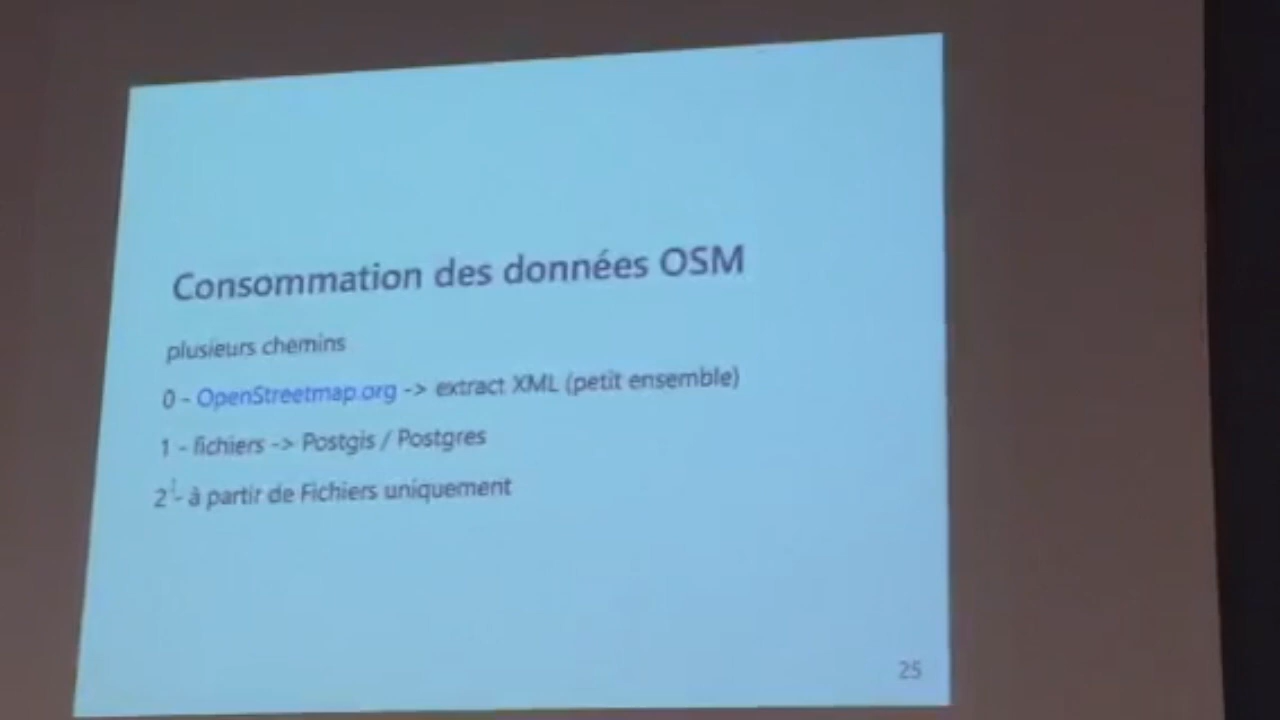 Consommation des données OSM
plusieurs chemins
0 - OpenStreetmap.org -> extract XML (petit ensemble)
1 - fichiers -> Postgis / Postgres
2 - à partir de Fichiers uniquement
25